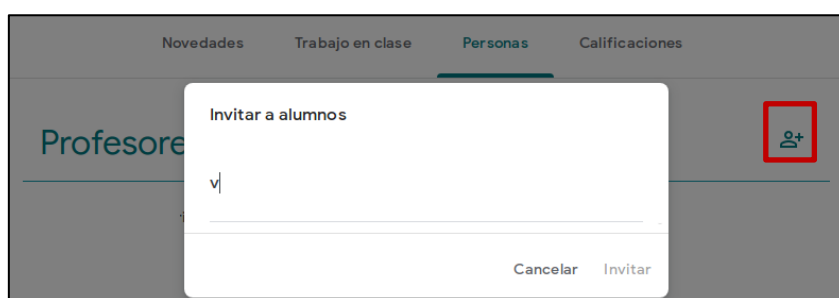 Novedades Trabajo en clase Personas Calificaciones
Invitar a alumnos
Profesore
v
Cancelar Invitar